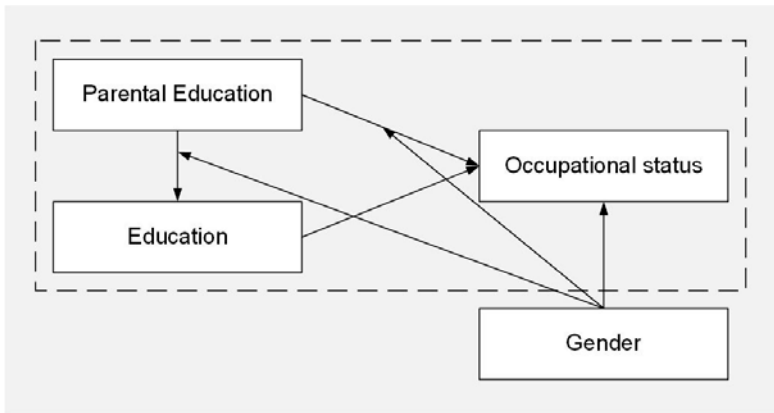 Parental Education
Occupational status
Education
Gender